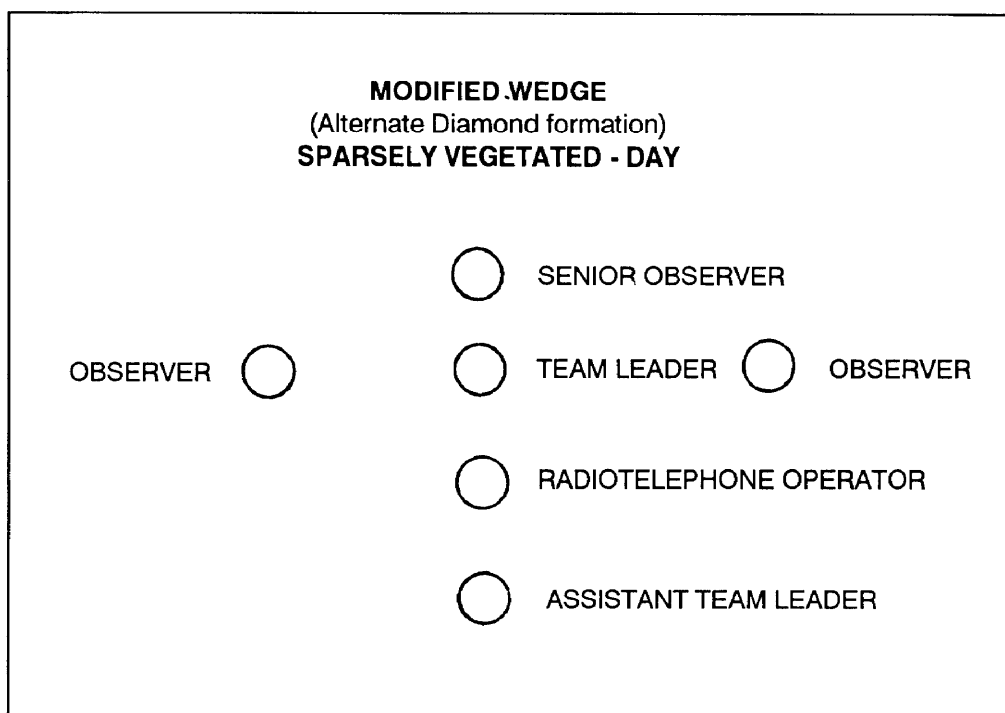 MODIFIED WEDGE
(Alternate Diamond formation)
SPARSELY VEGETATED - DAY
SENIOR OBSERVER
OBSERVER TEAM LEADER OBSERVER
RADIOTELEPHONE OPERATOR
ASSISTANT TEAM LEADER